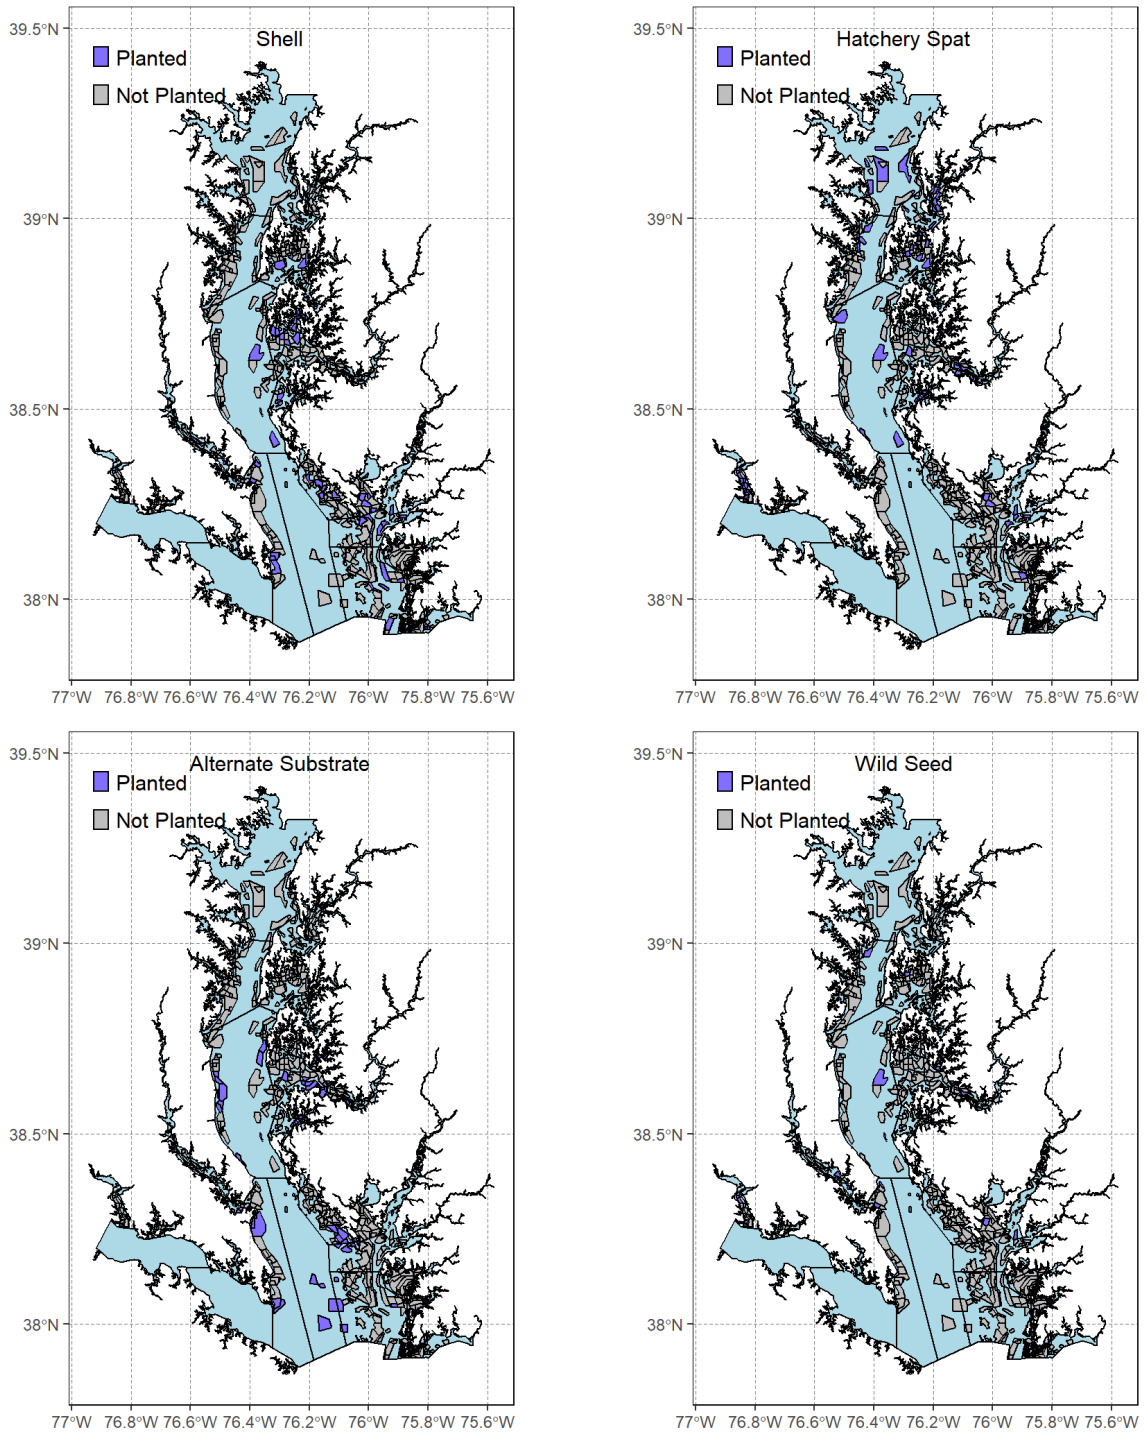 Shell
Planted
Not Planted
39.5°N
39°N
38.5°N
38°N
77°W 76.8°W 76.6°W 76.4°W 76.2°W 76°W 75.8°W 75.6°W
Hatchery Spat
Planted
Not Planted
39.5°N
39°N
38.5°N
38°N
77°W 76.8°W 76.6°W 76.4°W 76.2°W 76°W 75.8°W 75.6°W
Alternate Substrate
Planted
Not Planted
39.5°N
39°N
38.5°N
38°N
77°W 76.8°W 76.6°W 76.4°W 76.2°W 76°W 75.8°W 75.6°W
Wild Seed
Planted
Not Planted
39.5°N
39°N
38.5°N
38°N
77°W 76.8°W 76.6°W 76.4°W 76.2°W 76°W 75.8°W 75.6°W